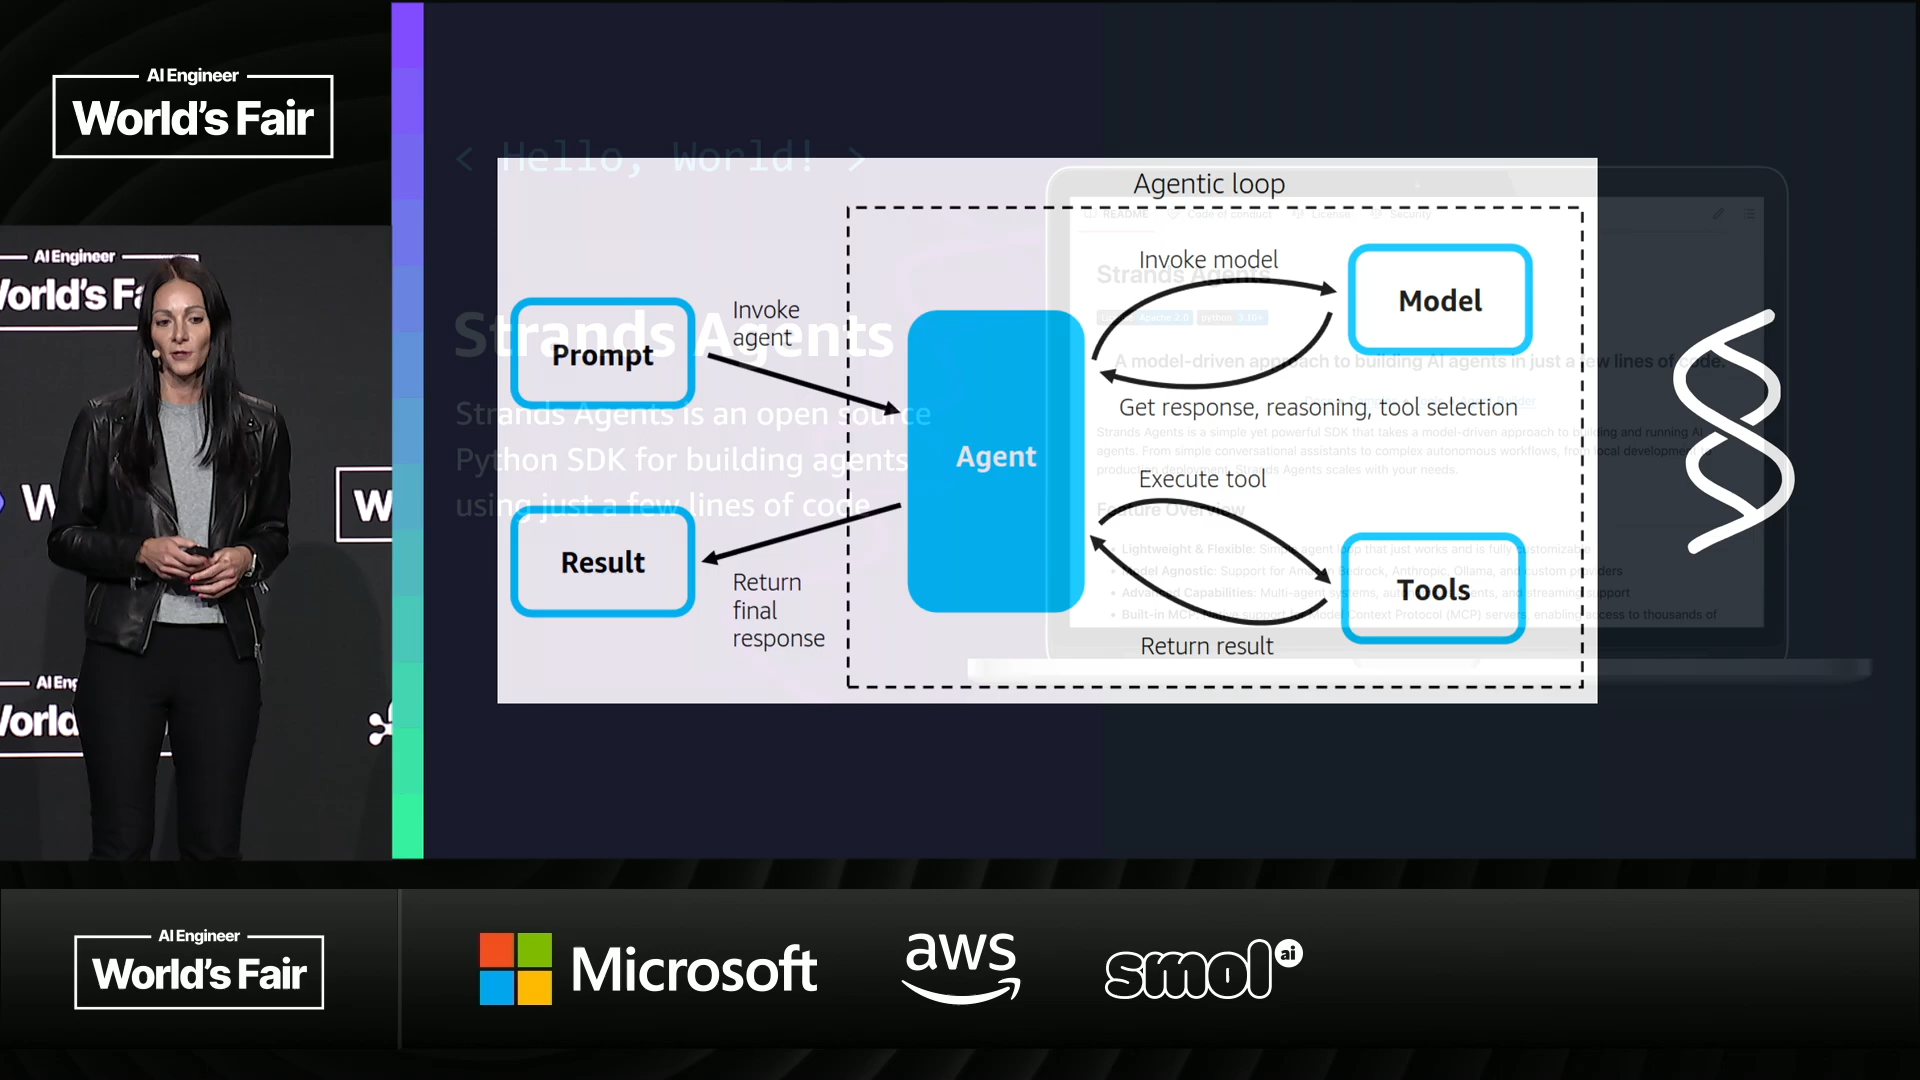 AI Engineer
World's Fair
AI Engineer
World's Fa
W
W
AI Eng
World
< Hello, World! >
Strands Agents
Strands Agents is an open source
Python SDK for building agents
using just a few lines of code
Agentic loop
Prompt
Invoke
agent
Agent
Result
Return
final
response
Invoke model
Model
Get response, reasoning, tool selection
Execute tool
Tools
Return result
README
Code of conduct
License
Security
Strands Agents
Apache 2.0
python 3.10+
A model-driven approach to building AI agents in just a few lines of code.
Strands Agents is a simple yet powerful SDK that takes a model-driven approach to building and running AI
agents. From simple conversational assistants to complex autonomous workflows, from local development to
production deployment, Strands Agents scales with your needs.
Feature Overview
Lightweight & Flexible: Simple agent loop that just works and is fully customizable
Model Agnostic: Support for Amazon Bedrock, Anthropic, Ollama, and custom providers
Advanced Capabilities: Multi-agent systems, autonomous agents, and streaming support
Built-in MCP: Native support for Model Context Protocol (MCP) servers, enabling access to thousands of
AI Engineer
World's Fair
Microsoft
aws
smol ai